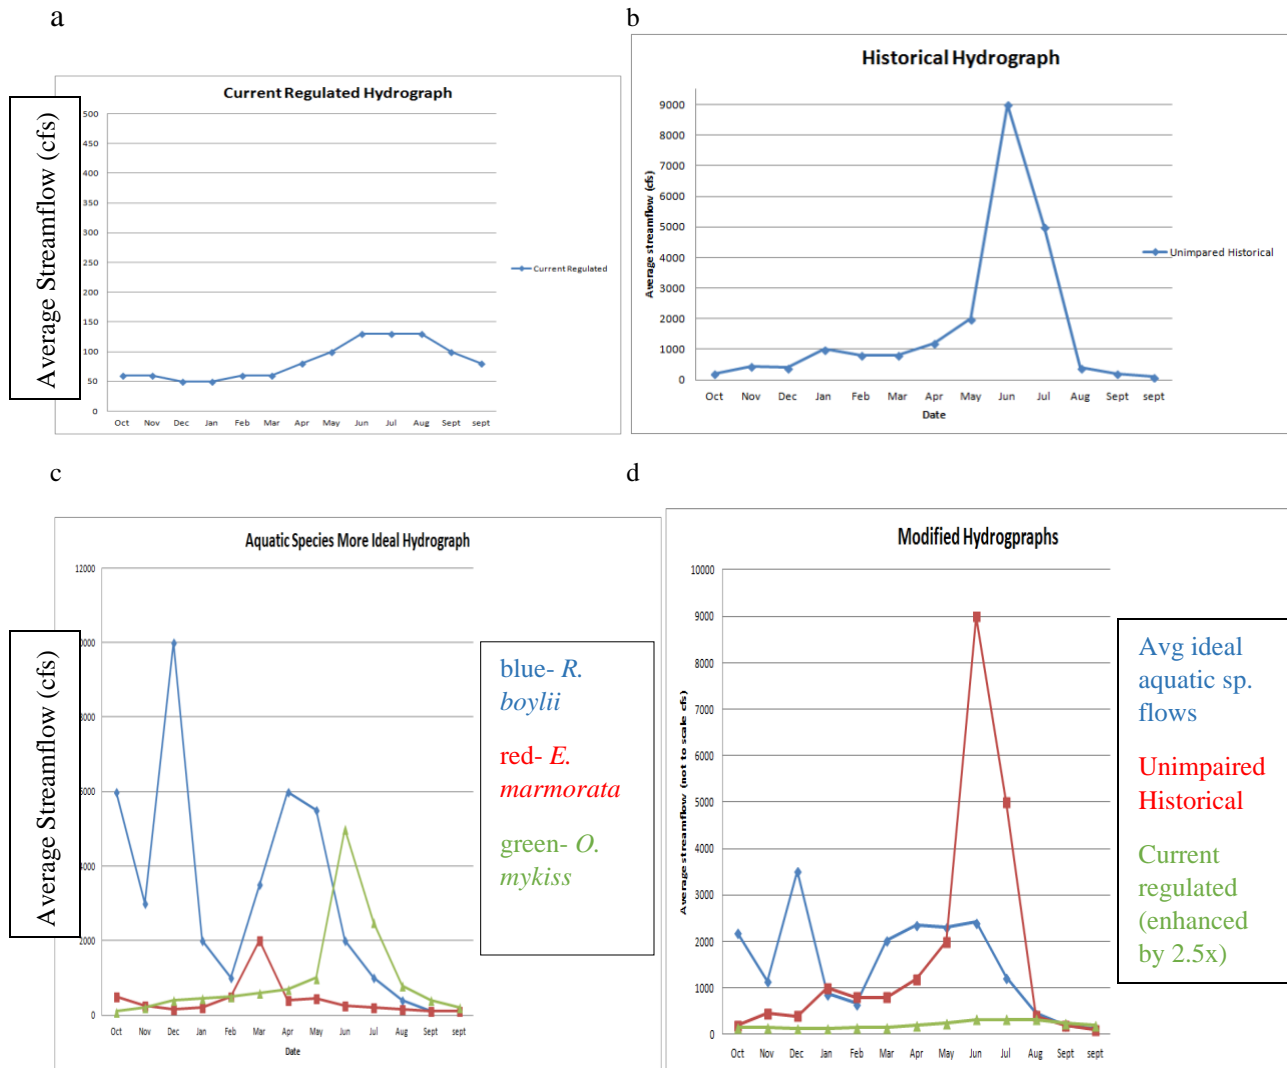 a
Current Regulated Hydrograph
Average Streamflow (cfs)
500
450
400
350
300
250
200
150
100
50
0
Oct Nov Dec Jan Feb Mar Apr May Jun Jul Aug Sept sept
Current Regulated
b
Historical Hydrograph
Average streamflow (cfs)
9000
8000
7000
6000
5000
4000
3000
2000
1000
0
Oct Nov Dec Jan Feb Mar Apr May Jun Jul Aug Sept sept
Date
Unimpared Historical
c
Aquatic Species More Ideal Hydrograph
Average Streamflow (cfs)
12000
0000
8000
6000
4000
2000
0
Oct Nov Dec Jan Feb Mar Apr May Jun Jul Aug Sept sept
Date
blue- R.
boylii
red- E.
marmorata
green- O.
mykiss
d
Modified Hydrogpraphs
Average streamflow (not to scale cfs)
10000
9000
8000
7000
6000
5000
4000
3000
2000
1000
0
Oct Nov Dec Jan Feb Mar Apr May Jun Jul Aug Sept sept
Avg ideal
aquatic sp.
flows
Unimpaired
Historical
Current
regulated
(enhanced
by 2.5x)